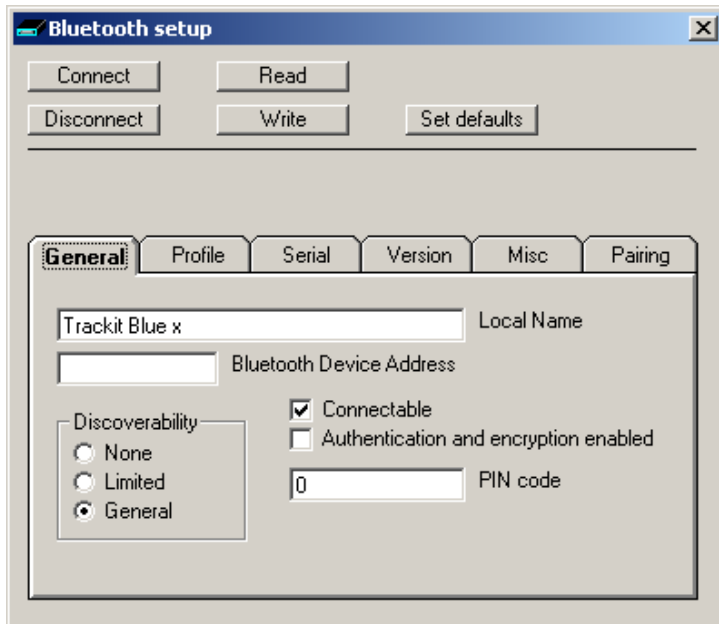 Bluetooth setup
Connect Read
Disconnect Write Set defaults
General Profile Serial Version Misc Pairing
Trackit Blue x Local Name
Bluetooth Device Address
Discoverability
Connectable
None
Authentication and encryption enabled
Limited
0 PIN code
General